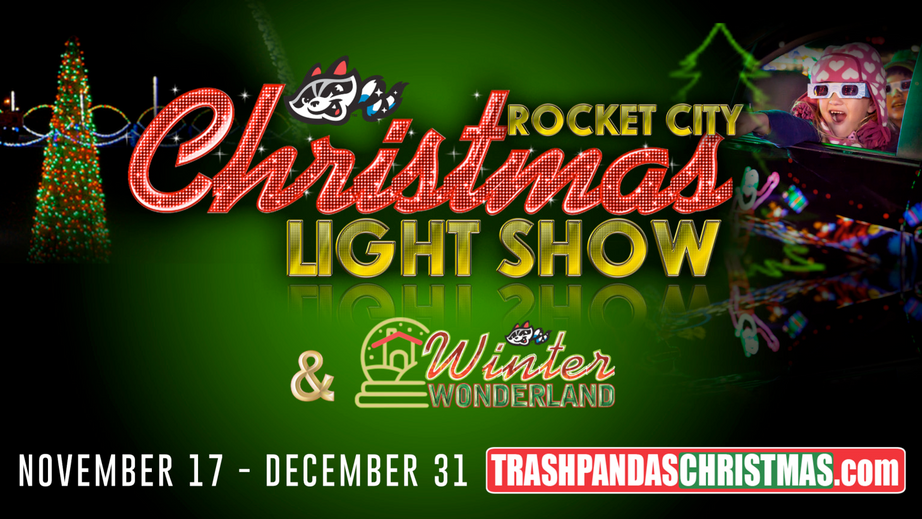 ROCKET CITY
Christmas
LIGHT SHOW
& Winter
WONDERLAND
NOVEMBER 17 - DECEMBER 31 TRASHPANDASCHRISTMAS.com